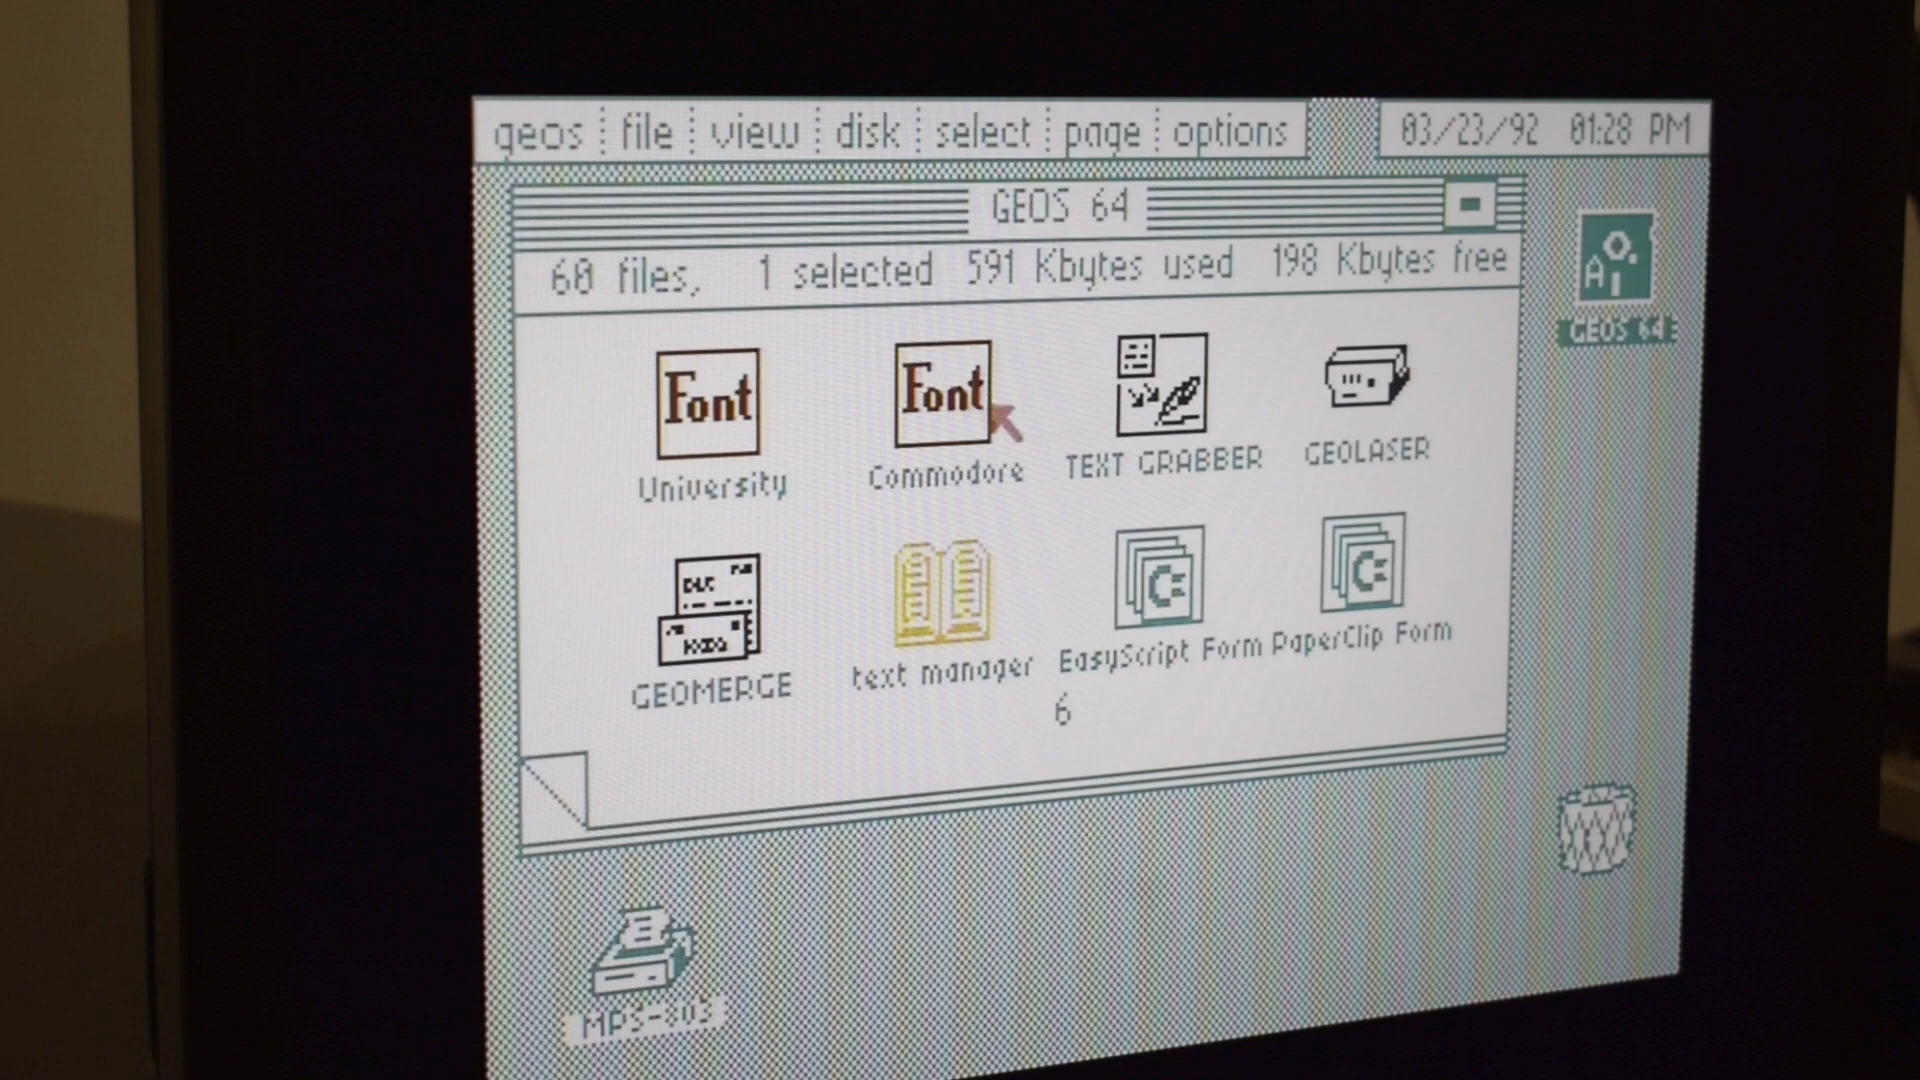 geos file view disk select page options 03/23/92 01:28 PM
GEOS 64
60 files, 1 selected 591 Kbytes used 198 Kbytes free
GEOS 64
Font Font
University Commodore TEXT GRABBER GEOLASER
GEOMERGE text manager EasyScript Form PaperClip Form
6
MPS-803